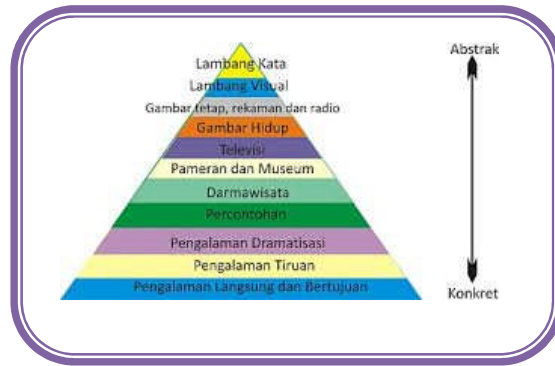 Abstrak
Lambang Kata
Lambang Visual
Gambar tetap, rekaman dan radio
Gambar Hidup
Televisi
Pameran dan Museum
Darmawisata
Percontohan
Pengalaman Dramatisasi
Pengalaman Tiruan
Pengalaman Langsung dan Bertujuan
Konkret